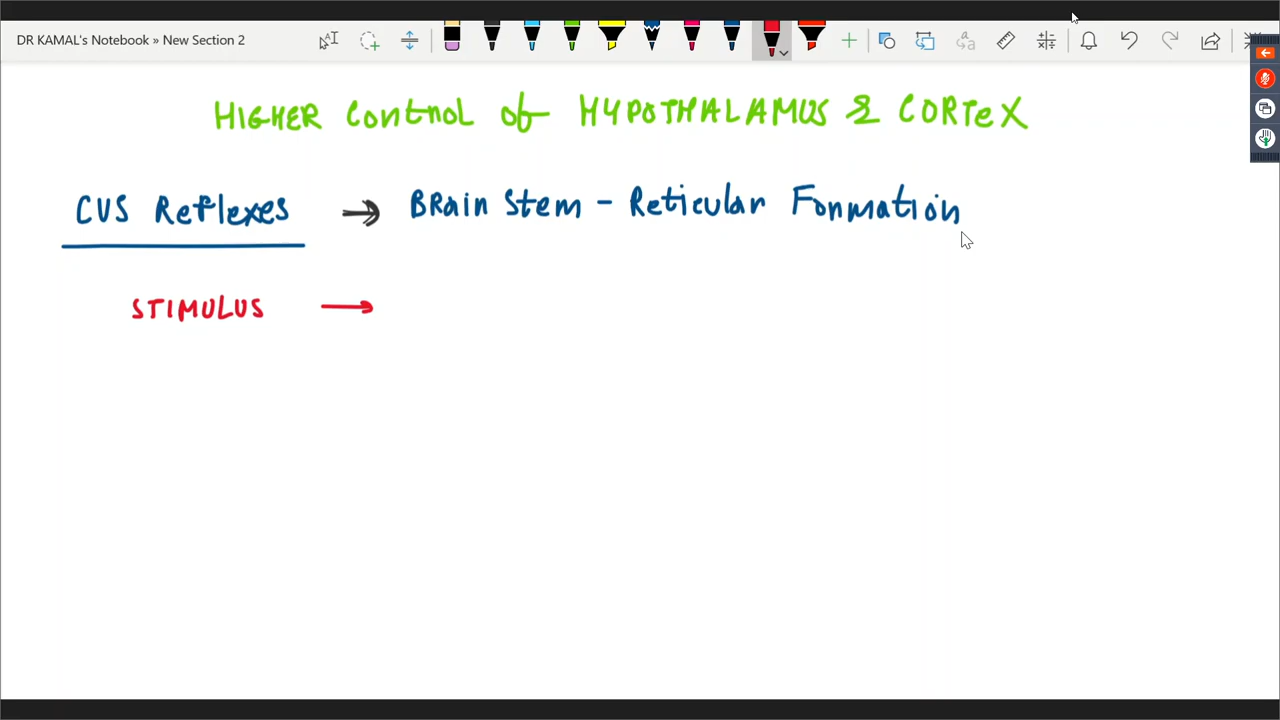 DR KAMAL's Notebook » New Section 2
HIGHER Control of HYPOTHALAMUS & CORTeX
CVS Reflexes → BRain Stem - Reticular Formation
STIMULUS →